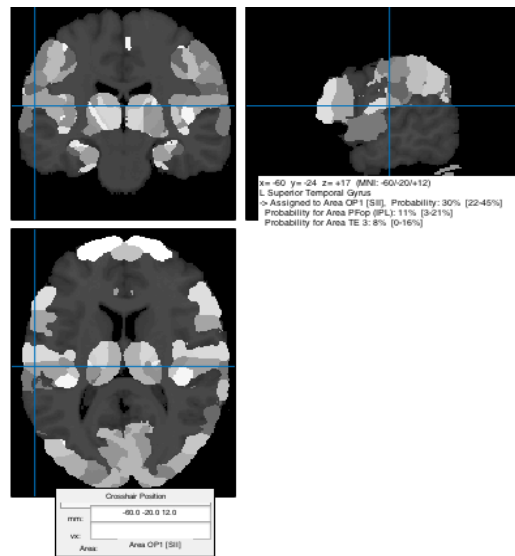 x= -60 y= -24 z= +17 (MNI: -60/-20/+12)
L Superior Temporal Gyrus
-> Assigned to Area OP1 [SII], Probability: 30% [22-45%]
Probability for Area PFop (IPL): 11% [3-21%]
Probability for Area TE 3: 8% [0-16%]
Crosshair Position
mm: -60.0 -20.0 12.0
vx:
Area: Area OP1 [SII]